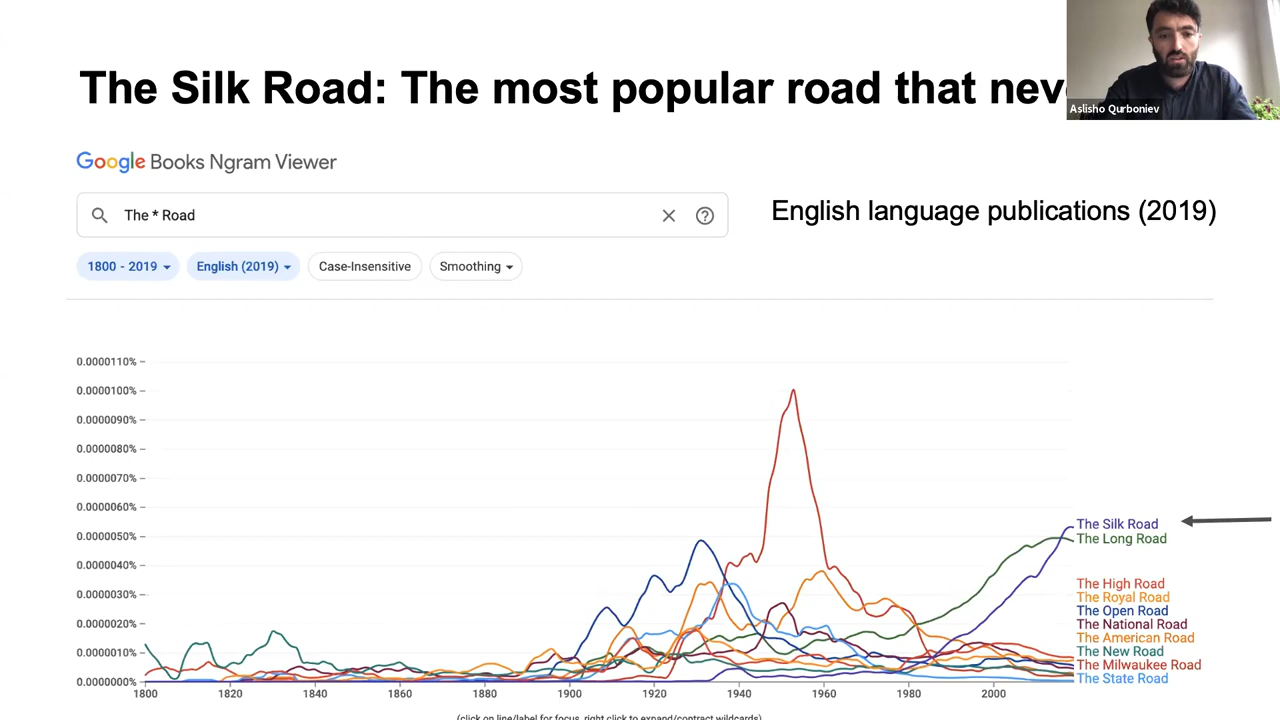 The Silk Road: The most popular road that nev
Aslisho Qurboniev
Google Books Ngram Viewer
The * Road
English language publications (2019)
1800 - 2019
English (2019)
Case-Insensitive
Smoothing
0.0000110%
0.0000100%
0.0000090%
0.0000080%
0.0000070%
0.0000060%
0.0000050%
0.0000040%
0.0000030%
0.0000020%
0.0000010%
0.0000000%
The Silk Road
The Long Road
The High Road
The Royal Road
The Open Road
The National Road
The American Road
The New Road
The Milwaukee Road
The State Road
1800 1820 1840 1860 1880 1900 1920 1940 1960 1980 2000
(click on line/label for focus, right click to expand/contract wildcards)